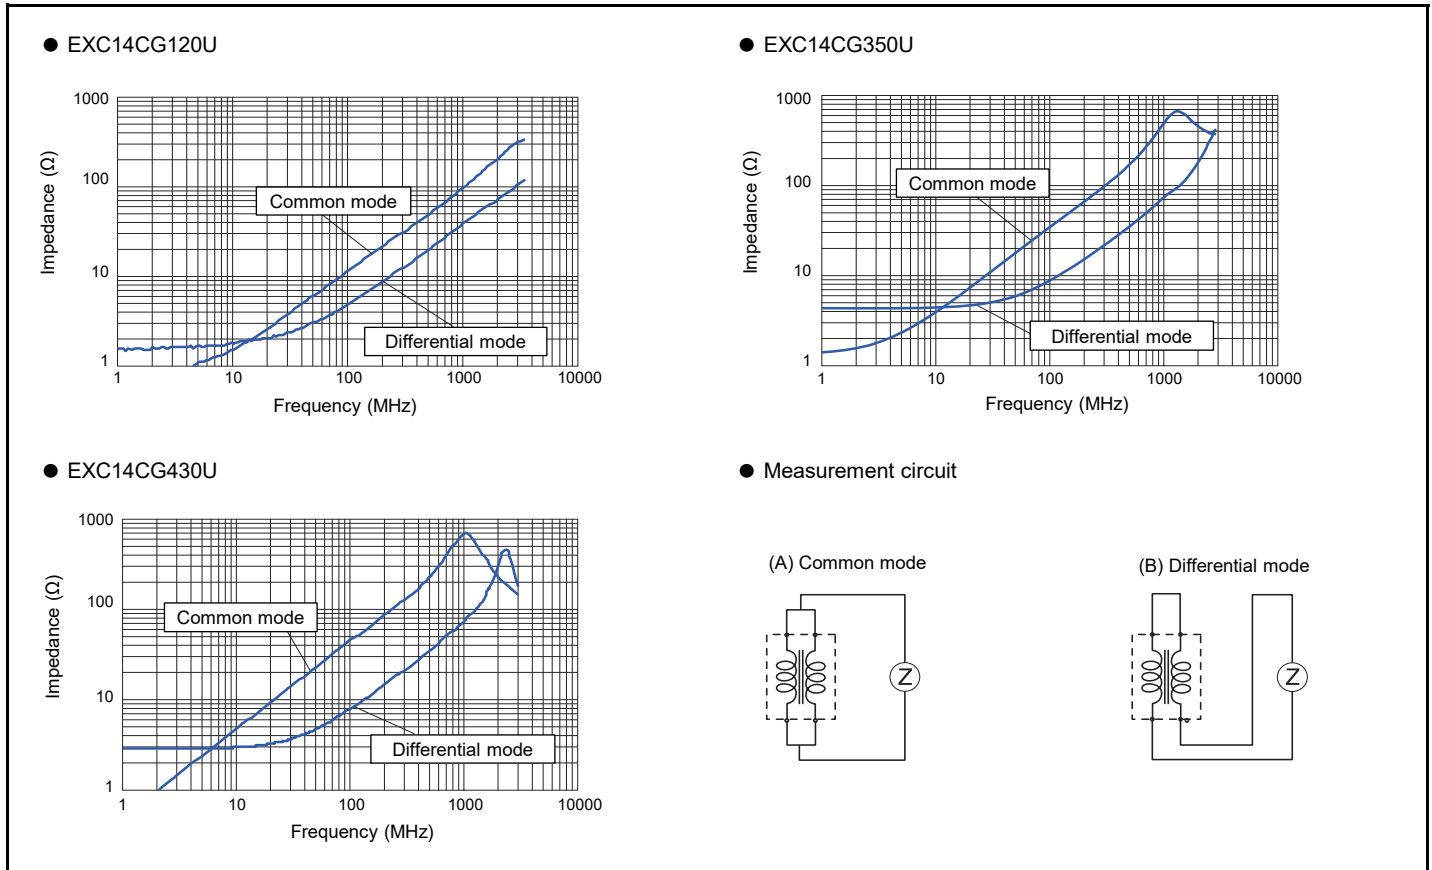 ● EXC14CG120U
1000
100
10
1
Impedance (Ω)
Common mode
Differential mode
1 10 100 1000 10000
Frequency (MHz)
● EXC14CG350U
1000
100
10
1
Impedance (Ω)
Common mode
Differential mode
1 10 100 1000 10000
Frequency (MHz)
● EXC14CG430U
1000
100
10
1
Impedance (Ω)
Common mode
Differential mode
1 10 100 1000 10000
Frequency (MHz)
● Measurement circuit
(A) Common mode
Z
(B) Differential mode
Z